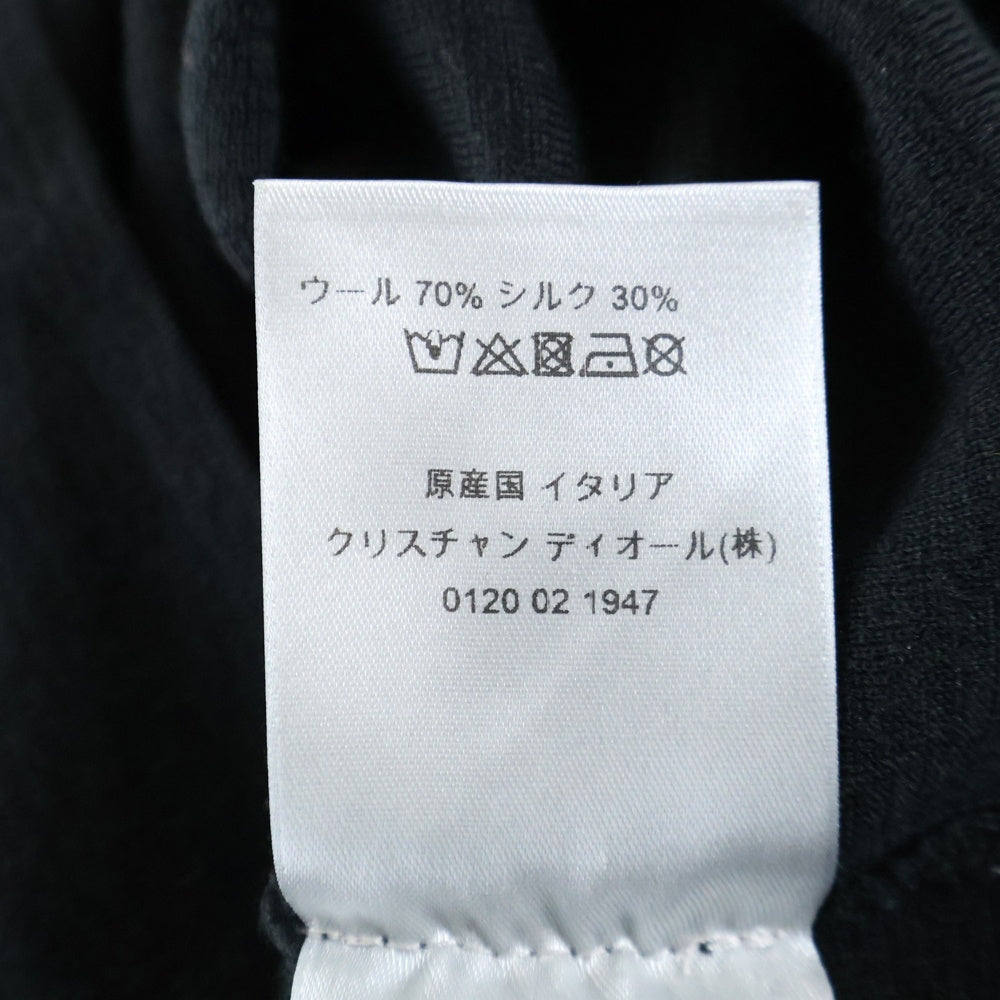 ウール 70% シルク 30%
原産国 イタリア
クリスチャン ディオール(株)
0120 02 1947